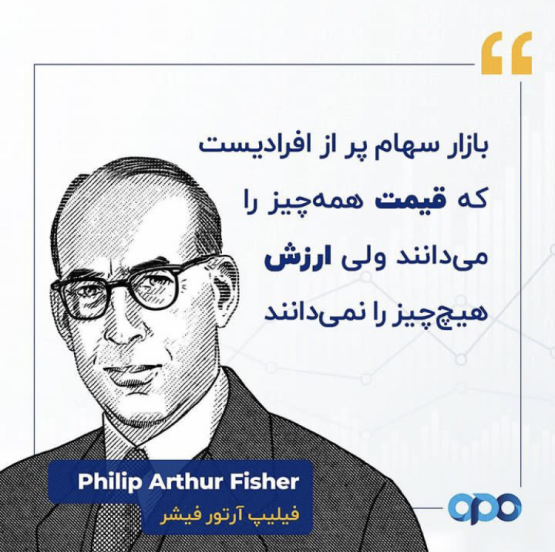 بازار سهام پر از افرادیست
که قیمت همه‌چیز را
می‌دانند ولی ارزش
هیچ‌چیز را نمی‌دانند
Philip Arthur Fisher
فیلیپ آرتور فیشر
opo